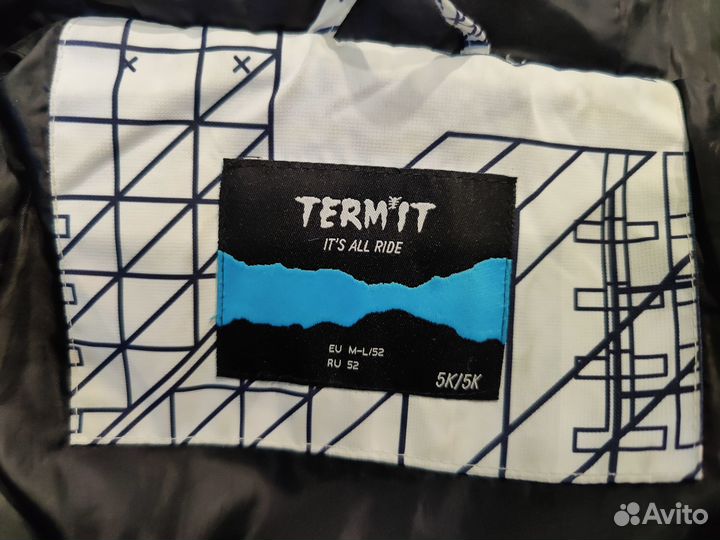 TERMIT
IT'S ALL RIDE
EU M-L/52
RU 52
5K/5K
Avito